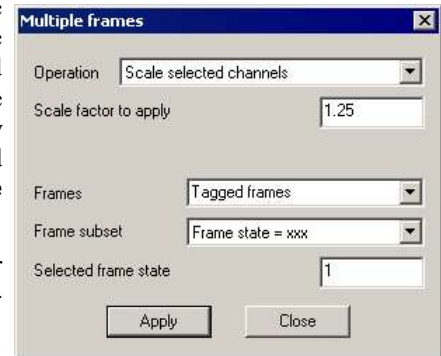 Multiple frames
Operation Scale selected channels
Scale factor to apply 1.25
Frames Tagged frames
Frame subset Frame state = xxx
Selected frame state 1
Apply Close